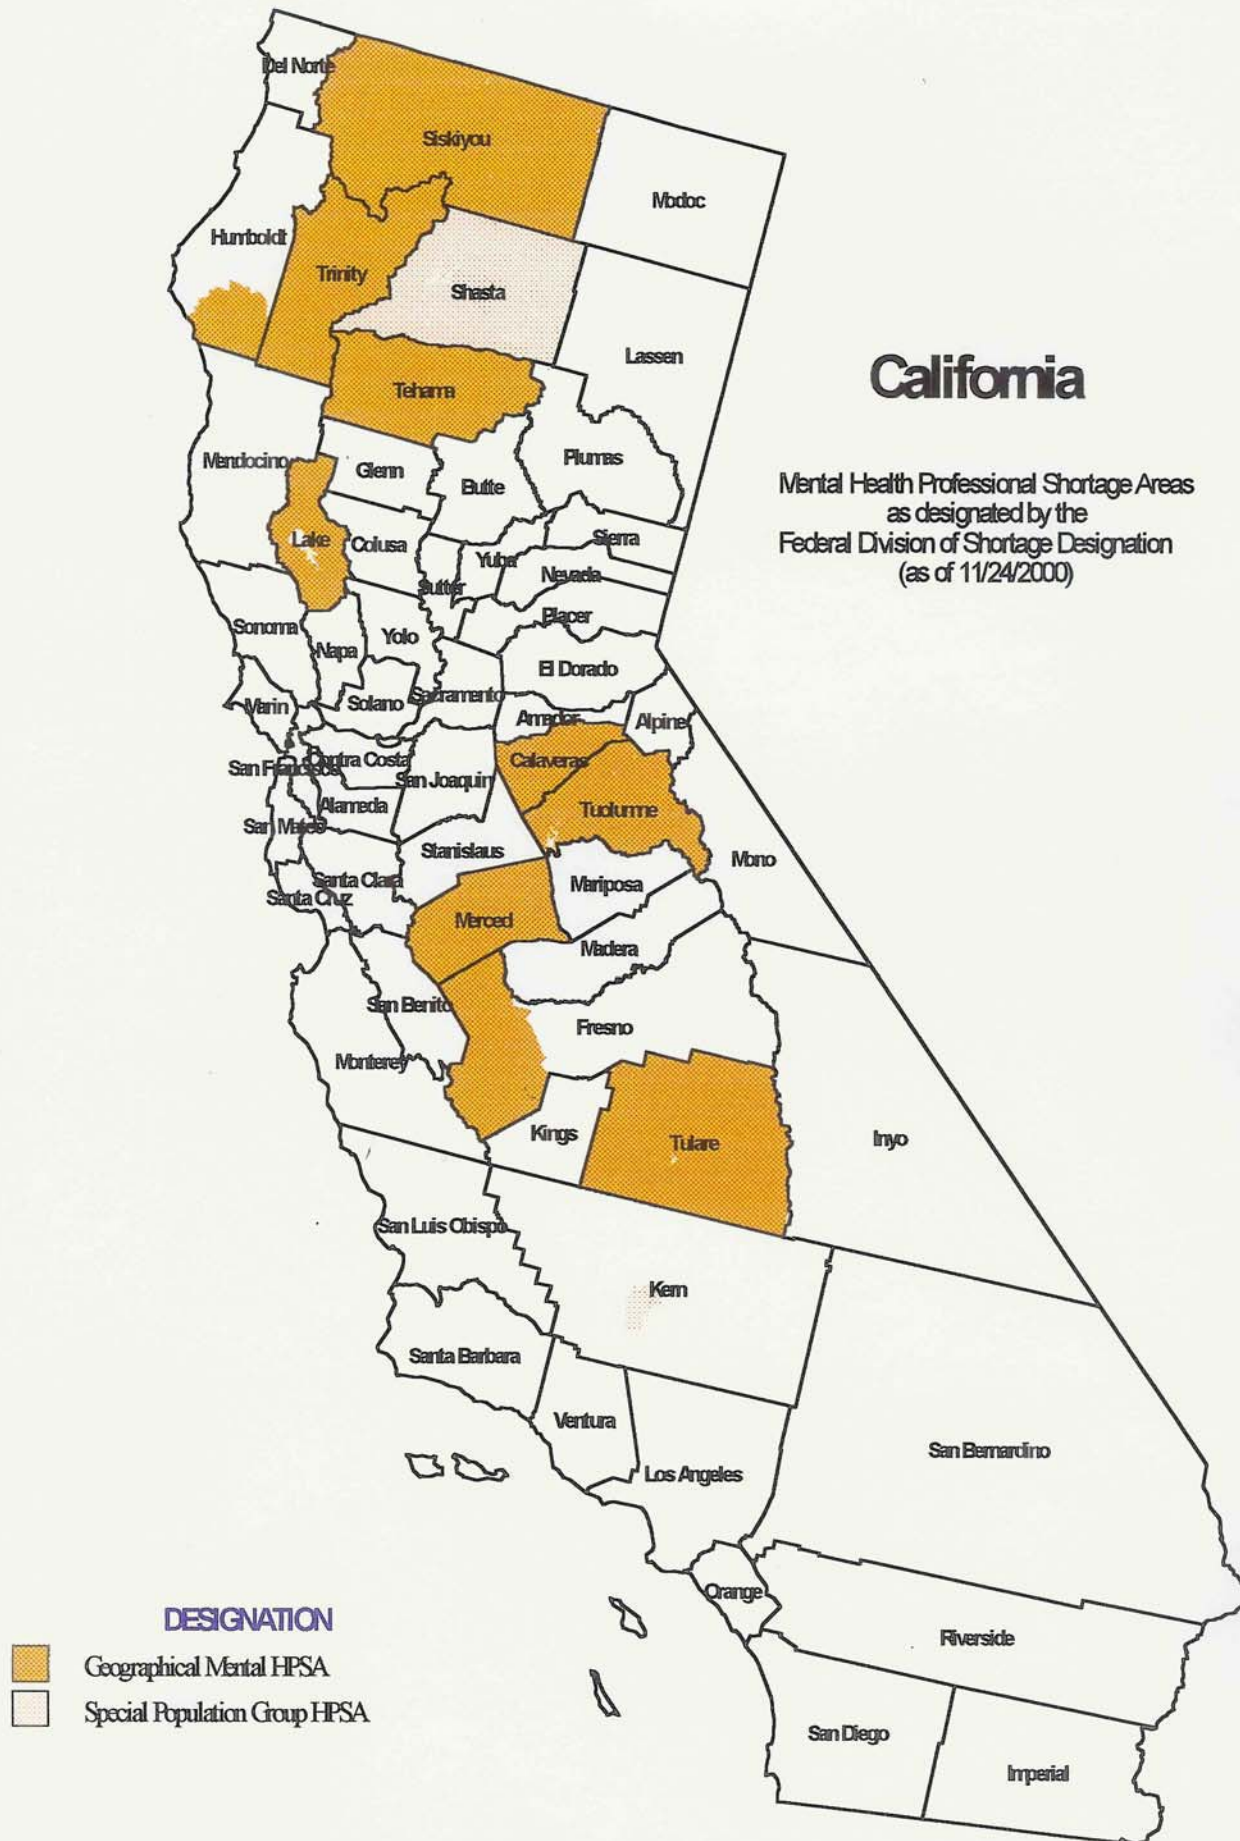 Del Norte
Siskiyou
Modoc
Humboldt
Trinity
Shasta
Lassen
California
Tehama
Mendocino
Glenn
Butte
Plumas
Mental Health Professional Shortage Areas
as designated by the
Federal Division of Shortage Designation
(as of 11/24/2000)
Lake
Colusa
Sierra
Yuba
Nevada
Sutter
Placer
Sonoma
Napa
Yolo
El Dorado
Marin
Solano
Sacramento
Amador
Alpine
San Francisco
Contra Costa
San Joaquin
Calaveras
Alameda
Tuolumne
San Mateo
Stanislaus
Mono
Santa Clara
Santa Cruz
Mariposa
Merced
Madera
San Benito
Fresno
Monterey
Kings
Tulare
Inyo
San Luis Obispo
Kern
Santa Barbara
Ventura
Los Angeles
San Bernardino
Orange
Riverside
San Diego
Imperial
DESIGNATION
Geographical Mental HPSA
Special Population Group HPSA